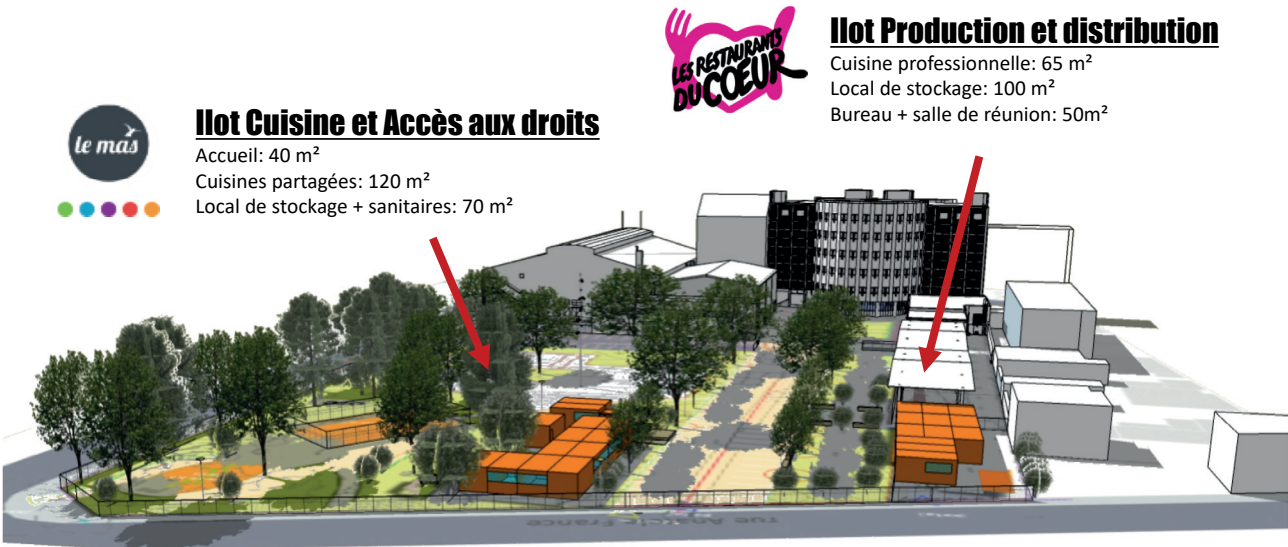 LES RESTAURANTS
DU COEUR
Ilot Production et distribution
Cuisine professionnelle: 65 m²
Local de stockage: 100 m²
Bureau + salle de réunion: 50m²
le mas
Ilot Cuisine et Accès aux droits
Accueil: 40 m²
Cuisines partagées: 120 m²
Local de stockage + sanitaires: 70 m²
rue Anatole France